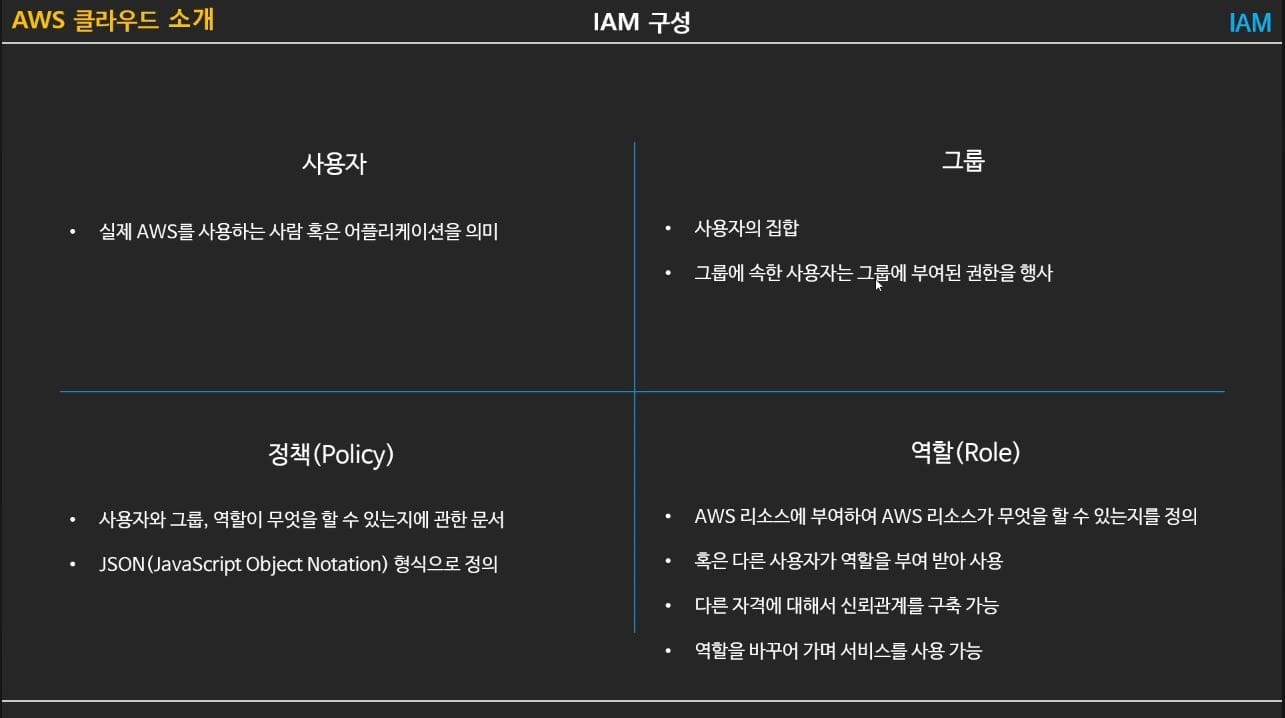 AWS 클라우드 소개
IAM 구성
IAM
사용자
• 실제 AWS를 사용하는 사람 혹은 어플리케이션을 의미
그룹
• 사용자의 집합
• 그룹에 속한 사용자는 그룹에 부여된 권한을 행사
정책(Policy)
• 사용자와 그룹, 역할이 무엇을 할 수 있는지에 관한 문서
• JSON(JavaScript Object Notation) 형식으로 정의
역할(Role)
• AWS 리소스에 부여하여 AWS 리소스가 무엇을 할 수 있는지를 정의
• 혹은 다른 사용자가 역할을 부여 받아 사용
• 다른 자격에 대해서 신뢰관계를 구축 가능
• 역할을 바꾸어 가며 서비스를 사용 가능